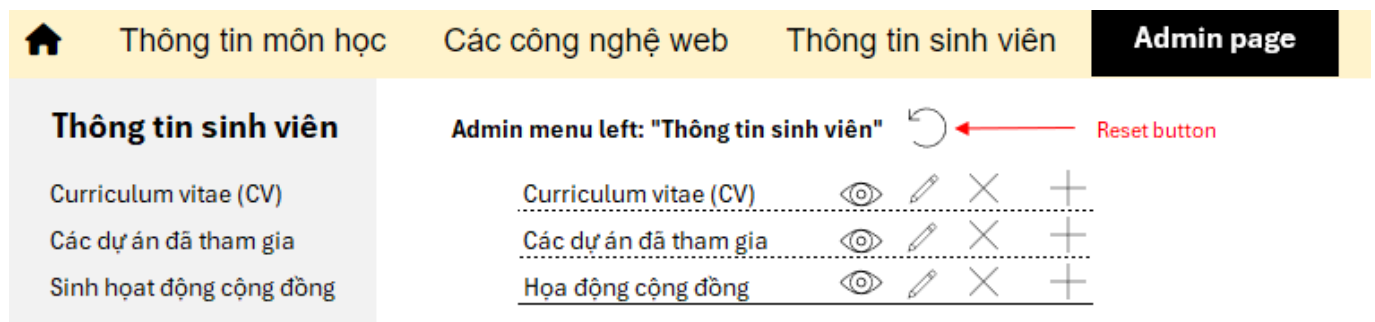 Thông tin môn học Các công nghệ web Thông tin sinh viên Admin page
Thông tin sinh viên
Curriculum vitae (CV)
Các dự án đã tham gia
Sinh họat động cộng đồng
Admin menu left: "Thông tin sinh viên" Reset button
Curriculum vitae (CV)
Các dự án đã tham gia
Họa động cộng đồng